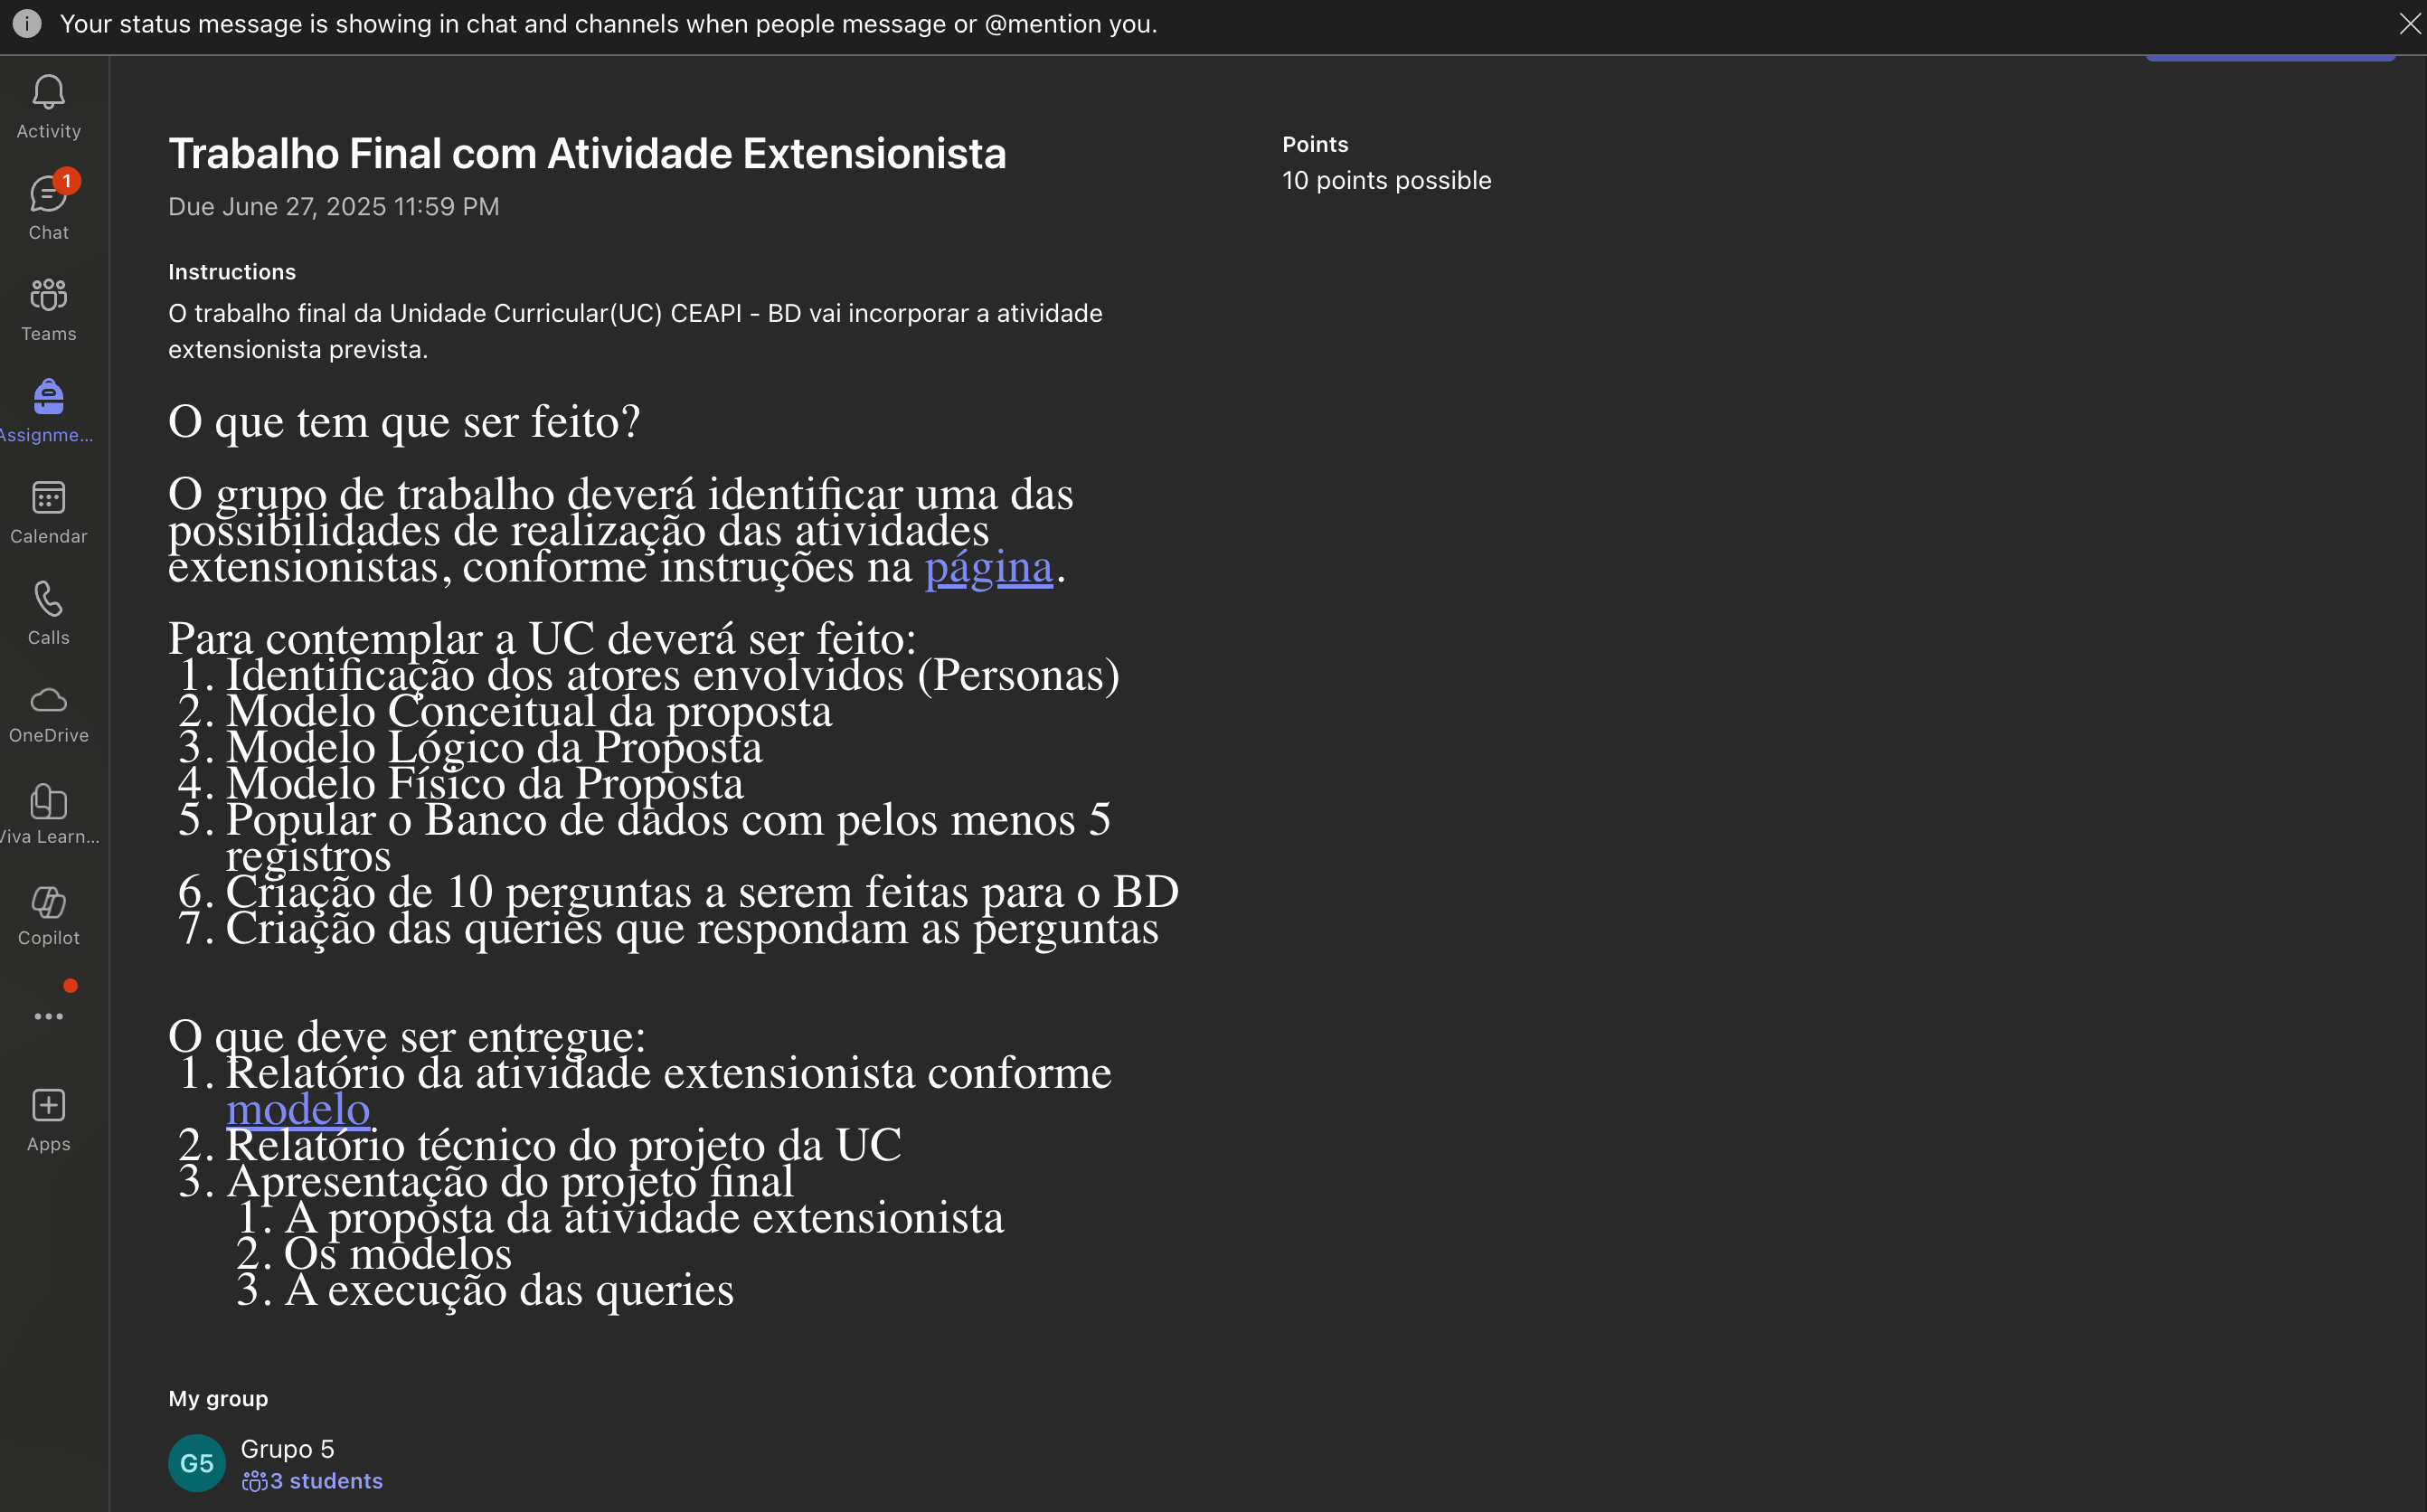 Your status message is showing in chat and channels when people message or @mention you.
Activity
1
Chat
Teams
Assignme...
Calendar
Calls
OneDrive
Viva Learn...
Copilot
Apps
Trabalho Final com Atividade Extensionista
Due June 27, 2025 11:59 PM
Points
10 points possible
Instructions
O trabalho final da Unidade Curricular(UC) CEAPI - BD vai incorporar a atividade
extensionista prevista.
O que tem que ser feito?
O grupo de trabalho deverá identificar uma das
possibilidades de realização das atividades
extensionistas, conforme instruções na página.
Para contemplar a UC deverá ser feito:
1. Identificação dos atores envolvidos (Personas)
2. Modelo Conceitual da proposta
3. Modelo Lógico da Proposta
4. Modelo Físico da Proposta
5. Popular o Banco de dados com pelos menos 5
registros
6. Criação de 10 perguntas a serem feitas para o BD
7. Criação das queries que respondam as perguntas
O que deve ser entregue:
1. Relatório da atividade extensionista conforme
modelo
2. Relatório técnico do projeto da UC
3. Apresentação do projeto final
1. A proposta da atividade extensionista
2. Os modelos
3. A execução das queries
My group
G5
Grupo 5
3 students